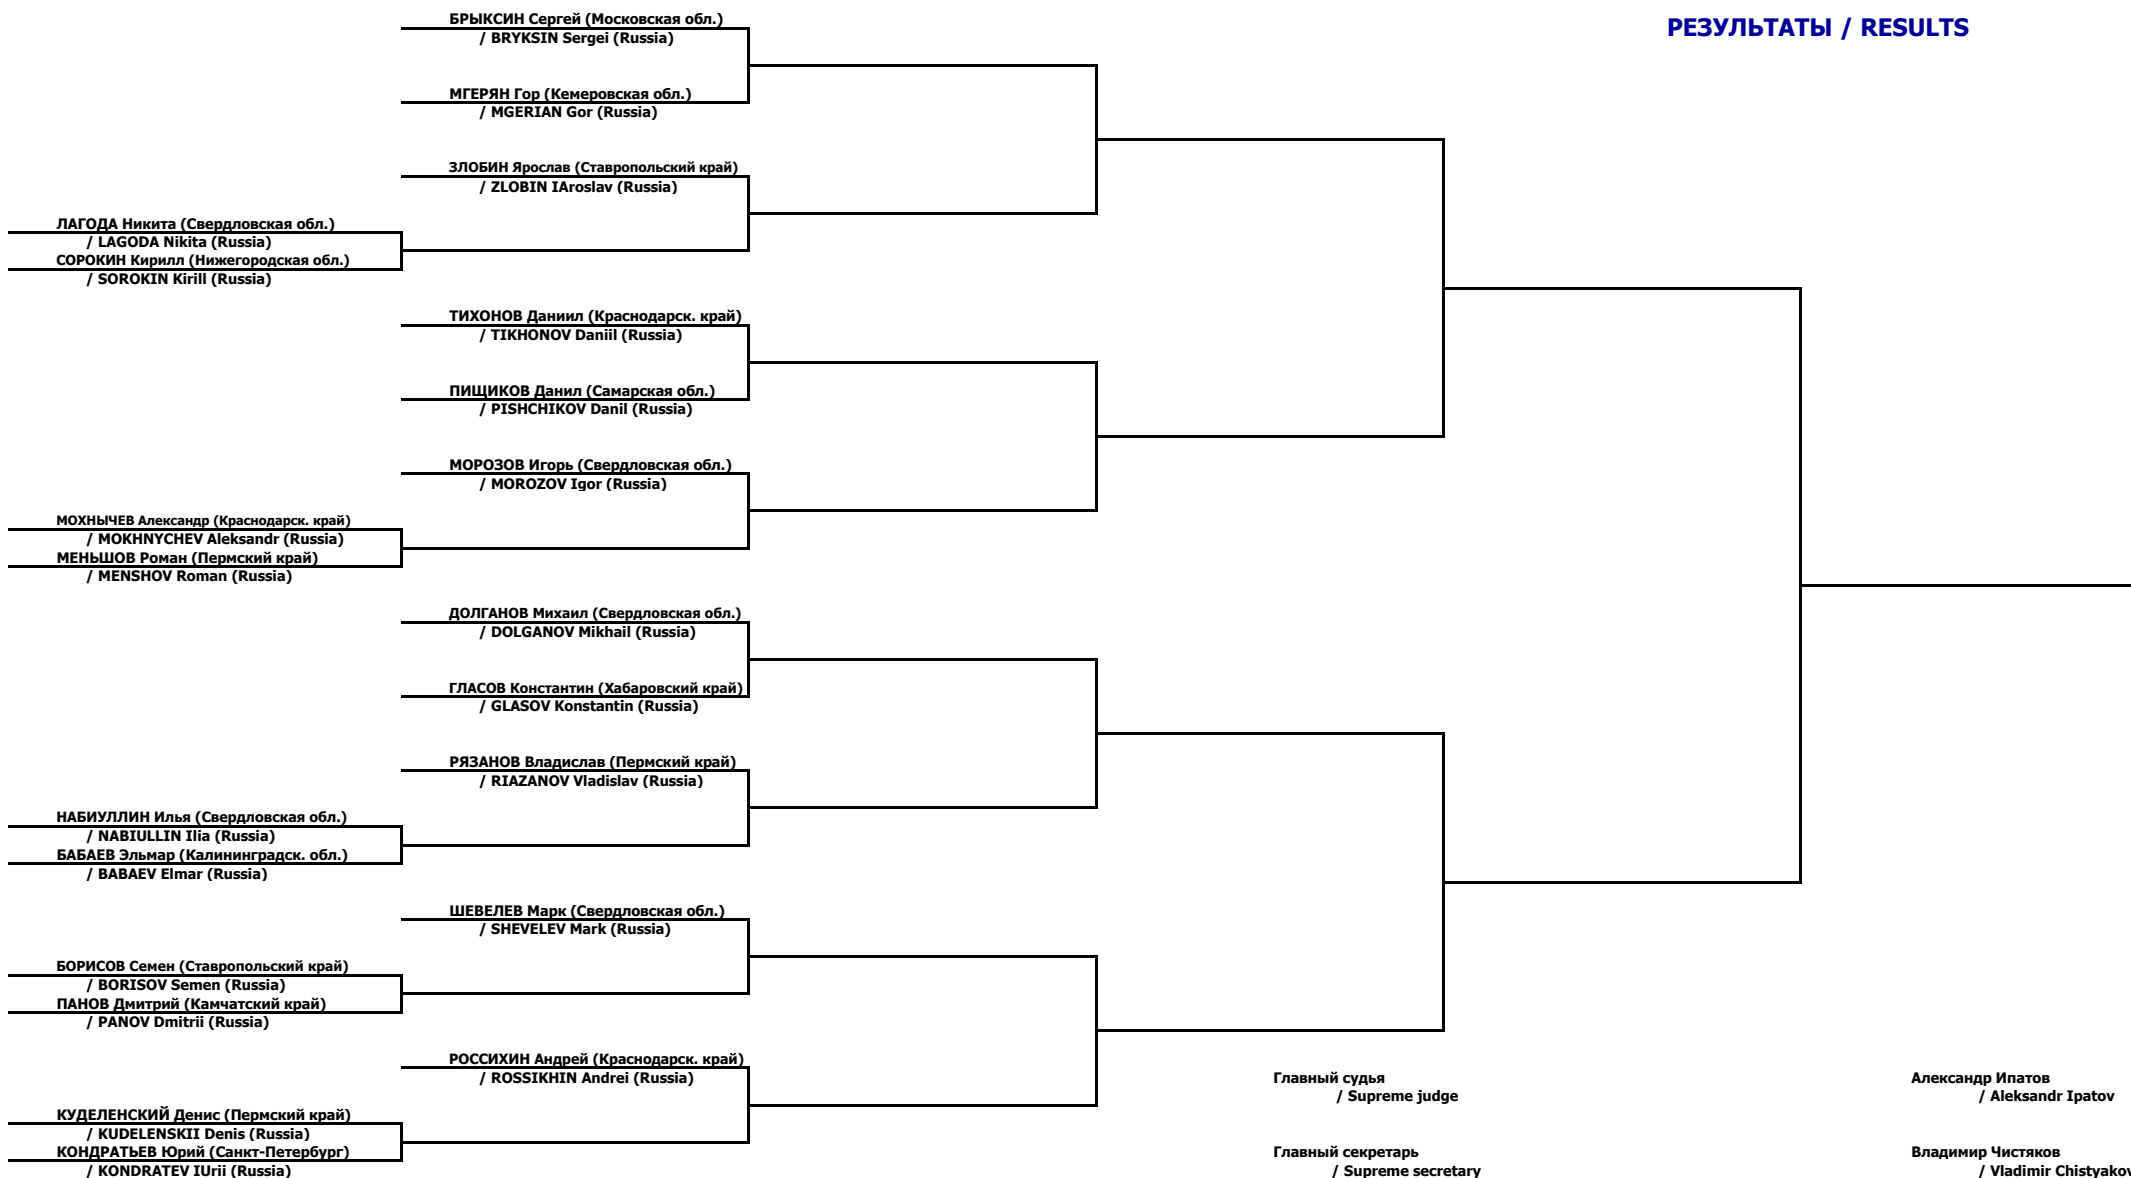 БРЫКСИН Сергей (Московская обл.)
/ BRYKSIN Sergei (Russia)
РЕЗУЛЬТАТЫ / RESULTS
МГЕРЯН Гор (Кемеровская обл.)
/ MGERIAN Gor (Russia)
ЗЛОБИН Ярослав (Ставропольский край)
/ ZLOBIN IAroslav (Russia)
ЛАГОДА Никита (Свердловская обл.)
/ LAGODA Nikita (Russia)
СОРОКИН Кирилл (Нижегородская обл.)
/ SOROKIN Kirill (Russia)
ТИХОНОВ Даниил (Краснодарск. край)
/ TIKHONOV Daniil (Russia)
ПИЩИКОВ Данил (Самарская обл.)
/ PISHCHIKOV Danil (Russia)
МОРОЗОВ Игорь (Свердловская обл.)
/ MOROZOV Igor (Russia)
МОХНЫЧЕВ Александр (Краснодарск. край)
/ MOKHNYCHEV Aleksandr (Russia)
МЕНЬШОВ Роман (Пермский край)
/ MENSHOV Roman (Russia)
ДОЛГАНОВ Михаил (Свердловская обл.)
/ DOLGANOV Mikhail (Russia)
ГЛАСОВ Константин (Хабаровский край)
/ GLASOV Konstantin (Russia)
РЯЗАНОВ Владислав (Пермский край)
/ RIAZANOV Vladislav (Russia)
НАБИУЛЛИН Илья (Свердловская обл.)
/ NABIULLIN Ilia (Russia)
БАБАЕВ Эльмар (Калининградск. обл.)
/ BABAEV Elmar (Russia)
ШЕВЕЛЕВ Марк (Свердловская обл.)
/ SHEVELEV Mark (Russia)
БОРИСОВ Семен (Ставропольский край)
/ BORISOV Semen (Russia)
ПАНОВ Дмитрий (Камчатский край)
/ PANOV Dmitrii (Russia)
РОССИХИН Андрей (Краснодарск. край)
/ ROSSIKHIN Andrei (Russia)
КУДЕЛЕНСКИЙ Денис (Пермский край)
/ KUDELENSKII Denis (Russia)
КОНДРАТЬЕВ Юрий (Санкт-Петербург)
/ KONDRATEV IUrii (Russia)
Главный судья
/ Supreme judge
Александр Ипатов
/ Aleksandr Ipatov
Главный секретарь
/ Supreme secretary
Владимир Чистяков
/ Vladimir Chistyakov